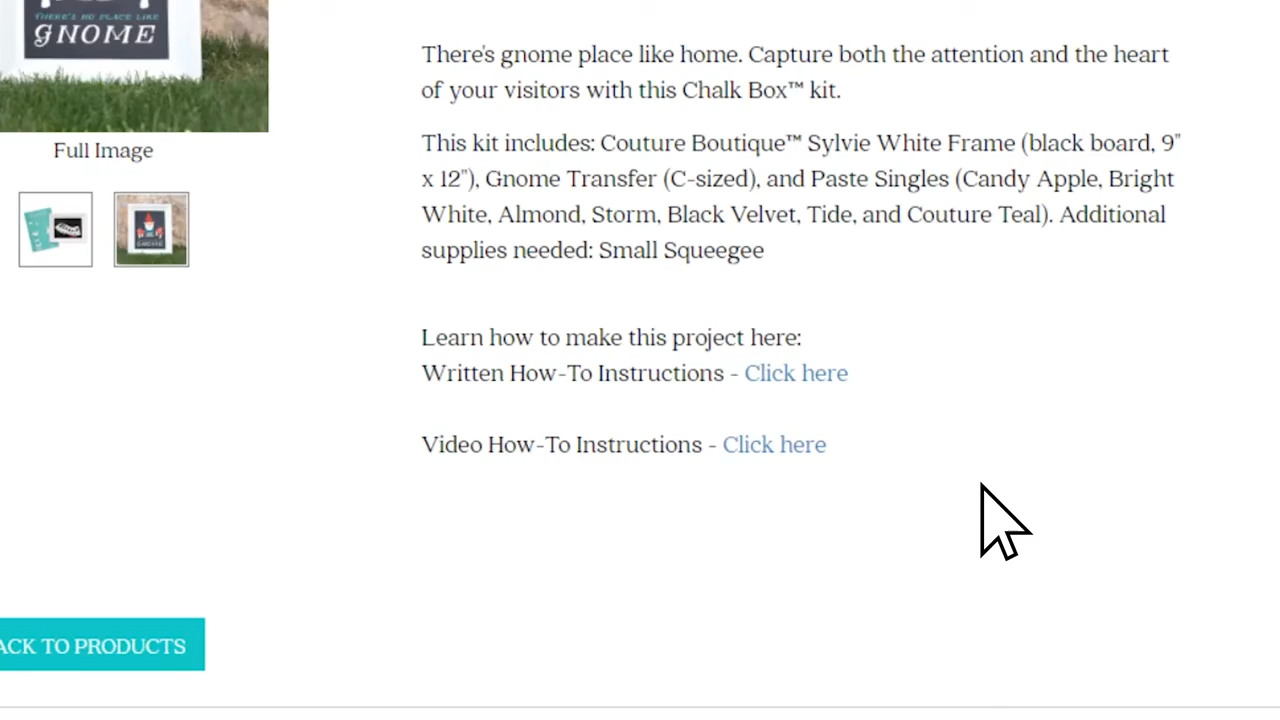 THERE'S NO PLACE LIKE
GNOME
Full Image
There's gnome place like home. Capture both the attention and the heart
of your visitors with this Chalk Box™ kit.
This kit includes: Couture Boutique™ Sylvie White Frame (black board, 9"
x 12"), Gnome Transfer (C-sized), and Paste Singles (Candy Apple, Bright
White, Almond, Storm, Black Velvet, Tide, and Couture Teal). Additional
supplies needed: Small Squeegee
Learn how to make this project here:
Written How-To Instructions - Click here
Video How-To Instructions - Click here
ACK TO PRODUCTS